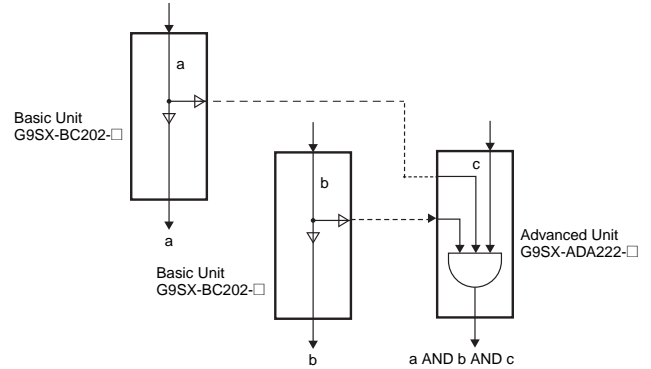 a
Basic Unit
G9SX-BC202-□
a
b
c
Basic Unit
G9SX-BC202-□
Advanced Unit
G9SX-ADA222-□
b
a AND b AND c